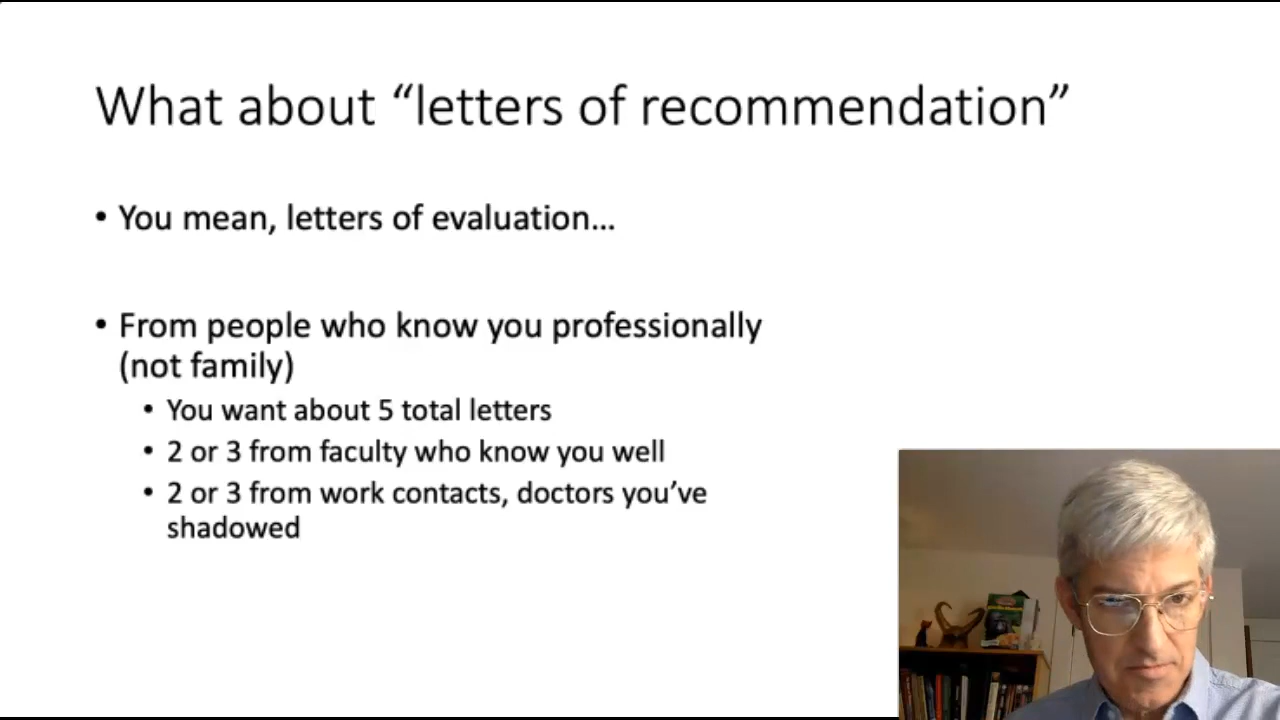 What about “letters of recommendation”
• You mean, letters of evaluation…
• From people who know you professionally
(not family)
• You want about 5 total letters
• 2 or 3 from faculty who know you well
• 2 or 3 from work contacts, doctors you’ve
shadowed